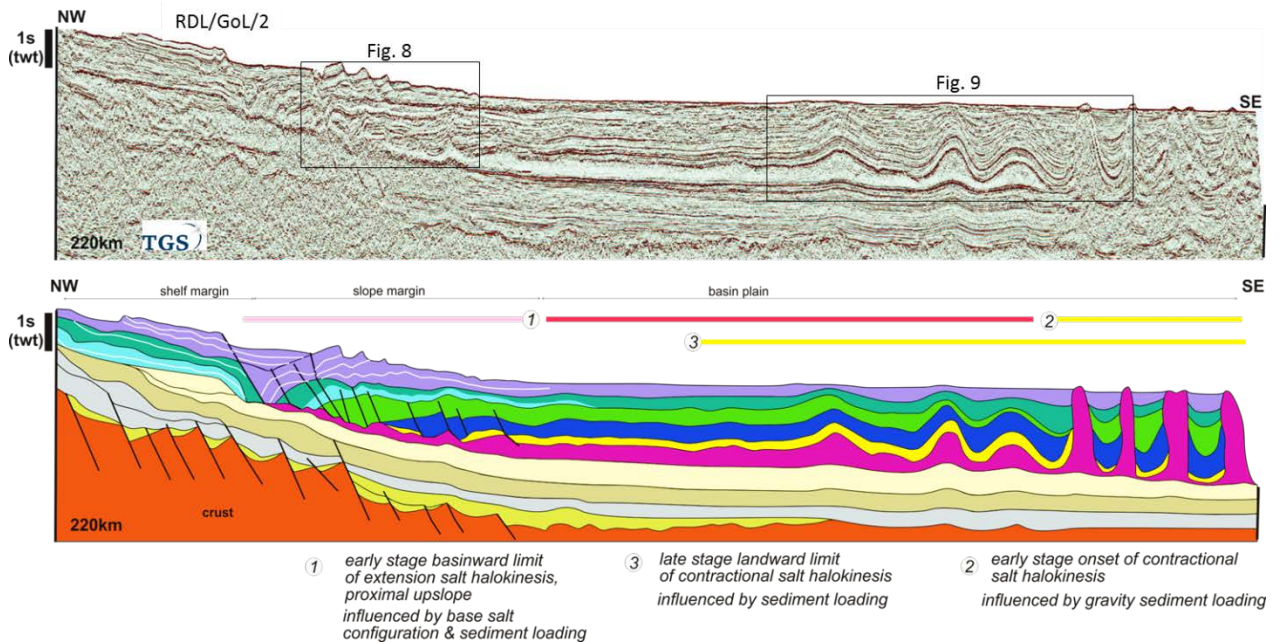 NW
RDL/GoL/2
1s
(twt)
Fig. 8
Fig. 9
SE
220km
TGS
NW
SE
shelf margin
slope margin
basin plain
1s
(twt)
1
2
3
crust
220km
1 early stage basinward limit
of extension salt halokinesis,
proximal upslope
influenced by base salt
configuration & sediment loading
3 late stage landward limit
of contractional salt halokinesis
influenced by sediment loading
2 early stage onset of contractional
salt halokinesis
influenced by gravity sediment loading